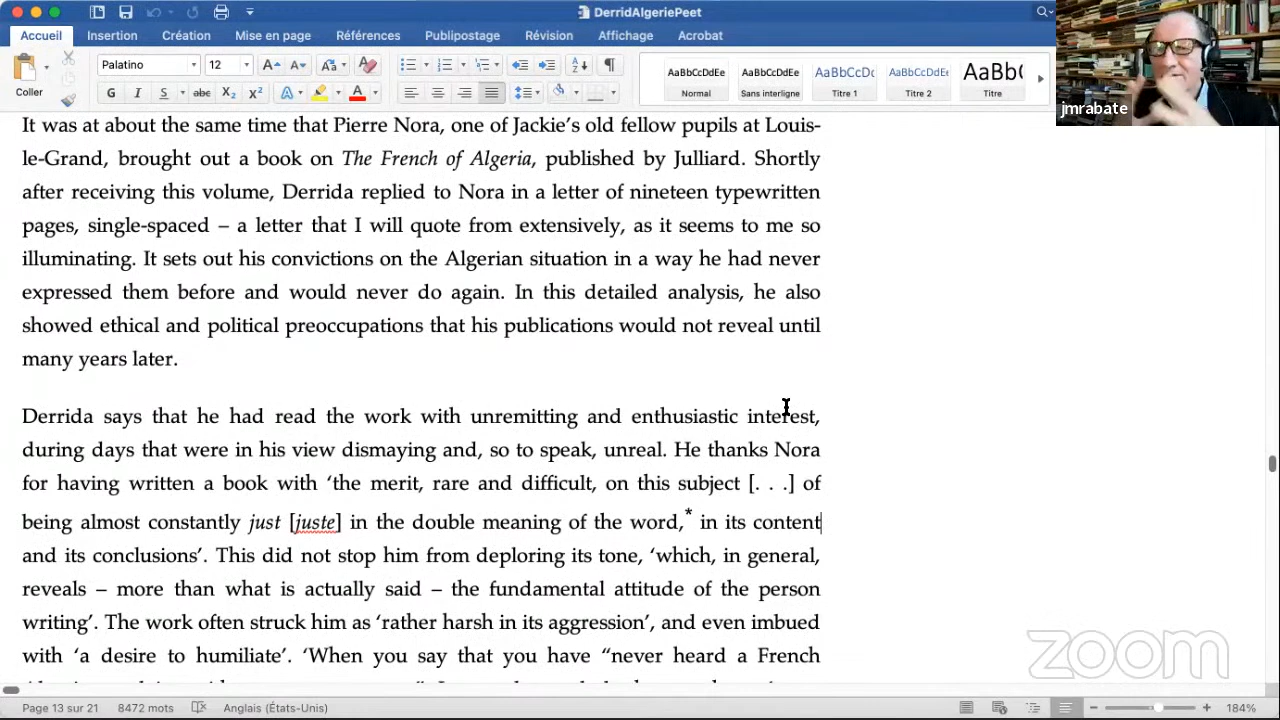 DerridAlgeriePeet
Accueil Insertion Création Mise en page Références Publipostage Révision Affichage Acrobat
Coller
Palatino 12
G I S abc X₂ X²
AaBbCcDdEe AaBbCcDdEe AaBbCcDc AaBbCcDdEe AaBb(
Normal Sans interligne Titre 1 Titre 2 Titre
jmrabate
It was at about the same time that Pierre Nora, one of Jackie's old fellow pupils at Louis-
le-Grand, brought out a book on The French of Algeria, published by Julliard. Shortly
after receiving this volume, Derrida replied to Nora in a letter of nineteen typewritten
pages, single-spaced – a letter that I will quote from extensively, as it seems to me so
illuminating. It sets out his convictions on the Algerian situation in a way he had never
expressed them before and would never do again. In this detailed analysis, he also
showed ethical and political preoccupations that his publications would not reveal until
many years later.
Derrida says that he had read the work with unremitting and enthusiastic interest,
during days that were in his view dismaying and, so to speak, unreal. He thanks Nora
for having written a book with ‘the merit, rare and difficult, on this subject [. . .] of
being almost constantly just [juste] in the double meaning of the word,* in its content
and its conclusions’. This did not stop him from deploring its tone, ‘which, in general,
reveals – more than what is actually said – the fundamental attitude of the person
writing’. The work often struck him as ‘rather harsh in its aggression’, and even imbued
with ‘a desire to humiliate’. ‘When you say that you have “never heard a French
zoom
Page 13 sur 21 8472 mots Anglais (États-Unis) 184%